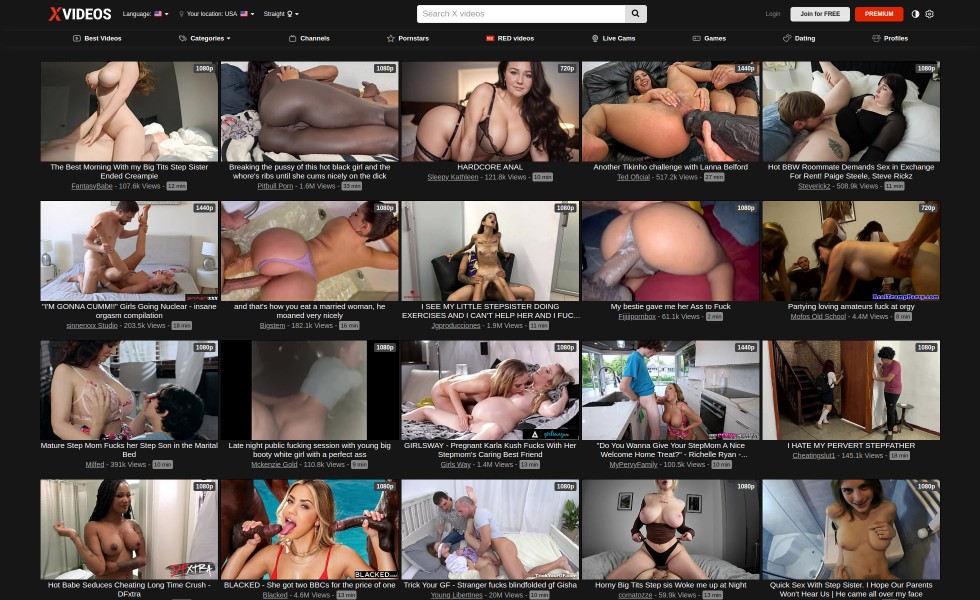 XVIDEOS
Language:
Your location: USA
Straight
Search X videos
Login
Join for FREE
PREMIUM
Best Videos
Categories
Channels
Pornstars
RED videos
Live Cams
Games
Dating
Profiles
1080p
1080p
720p
1440p
1080p
The Best Morning With my Big Tits Step Sister
Ended Creampie
FantasyBabe - 107.6k Views - 12 min
Breaking the pussy of this hot black girl and the
whore's ribs until she cums nicely on the dick
Pitbull Porn - 1.6M Views - 33 min
HARDCORE ANAL
Sleepy Kathleen - 121.8k Views - 10 min
Another Tikinho challenge with Lanna Belford
Ted Oficial - 517.2k Views - 27 min
Hot BBW Roommate Demands Sex in Exchange
For Rent! Paige Steele, Steve Rickz
Steverickz - 508.9k Views - 11 min
1440p
1080p
1080p
1080p
720p
"I'M GONNA CUM!!!" Girls Going Nuclear - insane
orgasm compilation
sinnerxxx Studio - 203.5k Views - 18 min
and that's how you eat a married woman, he
moaned very nicely
Bigstern - 182.1k Views - 16 min
I SEE MY LITTLE STEPSISTER DOING
EXERCISES AND I CAN'T HELP HER AND I FUC...
Jgproducciones - 1.9M Views - 11 min
My bestie gave me her Ass to Fuck
61.1k Views - 2 min
Partying loving amateurs fuck at orgy
Mofos Old School - 4.4M Views - 8 min
1080p
1080p
1080p
1440p
1080p
Mature Step Mom Fucks her Step Son in the Marital
Bed
Milfed - 391k Views - 10 min
Late night public fucking session with young big
booty white girl with a perfect ass
Mckenzie Gold - 110.8k Views - 9 min
GIRLSWAY - Pregnant Karla Kush Fucks With Her
Stepmom's Caring Best Friend
Girls Way - 1.4M Views - 13 min
"Do You Wanna Give Your StepMom A Nice
Welcome Home Treat?" - Richelle Ryan -...
MyPervyFamily - 100.5k Views - 10 min
I HATE MY PERVERT STEPFATHER
Cheatingslut1 - 145.1k Views - 18 min
1080p
1080p
1080p
1080p
1080p
BLACKED
Hot Babe Seduces Cheating Long Time Crush -
DFxtra
BLACKED - She got two BBCs for the price of one
Blacked - 4.6M Views - 13 min
Trick Your GF - Stranger fucks blindfolded gf Gisha
Young Libertines - 20M Views - 10 min
Horny Big Tits Step sis Woke me up at Night
comatozze - 59.9k Views - 13 min
Quick Sex With Step Sister. I Hope Our Parents
Won't Hear Us | He came all over my face